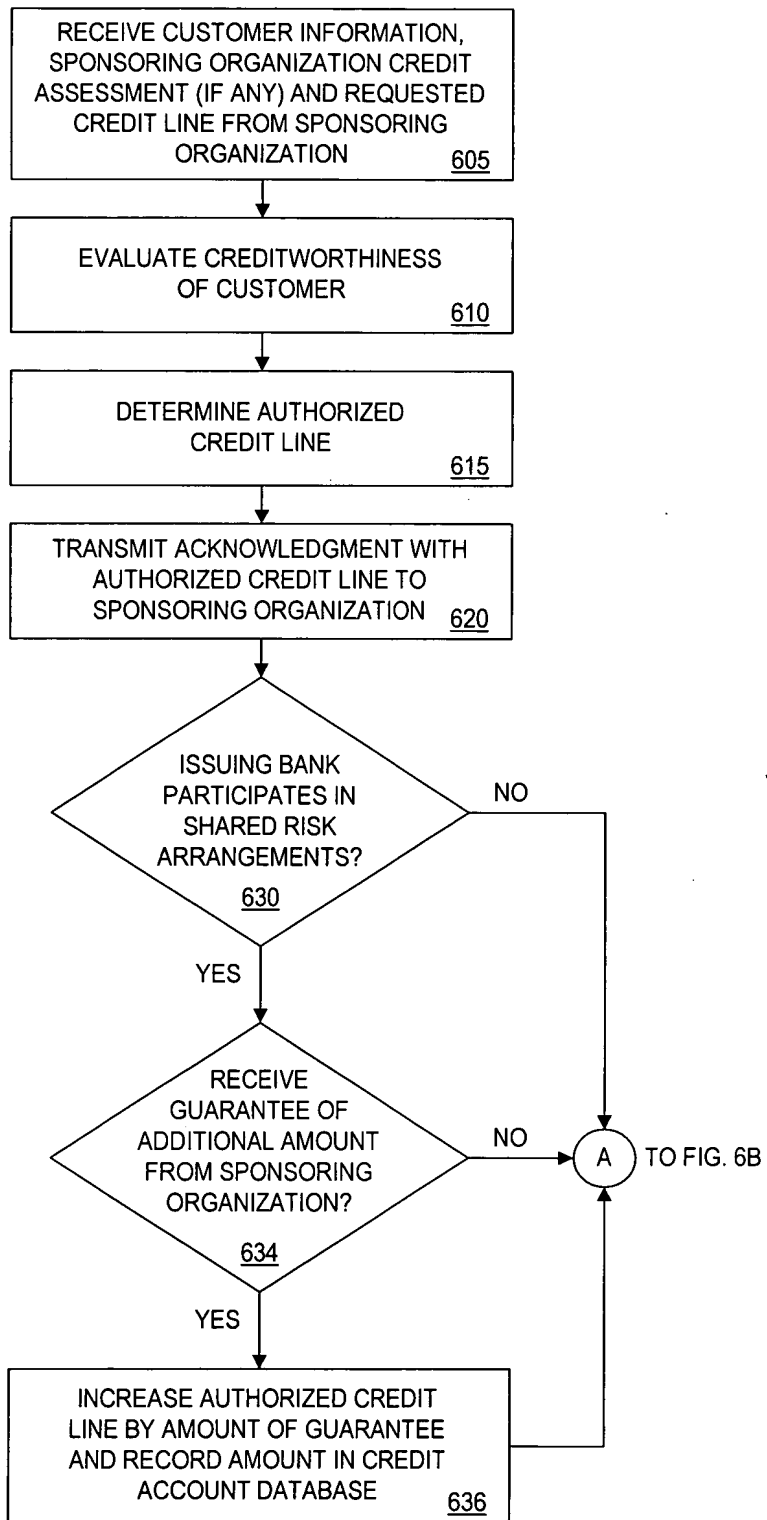 RECEIVE CUSTOMER INFORMATION,
SPONSORING ORGANIZATION CREDIT
ASSESSMENT (IF ANY) AND REQUESTED
CREDIT LINE FROM SPONSORING
ORGANIZATION
605
EVALUATE CREDITWORTHINESS
OF CUSTOMER
610
DETERMINE AUTHORIZED
CREDIT LINE
615
TRANSMIT ACKNOWLEDGMENT WITH
AUTHORIZED CREDIT LINE TO
SPONSORING ORGANIZATION
620
ISSUING BANK
PARTICIPATES IN
SHARED RISK
ARRANGEMENTS?
630
NO
YES
RECEIVE
GUARANTEE OF
ADDITIONAL AMOUNT
FROM SPONSORING
ORGANIZATION?
634
NO
A TO FIG. 6B
YES
INCREASE AUTHORIZED CREDIT
LINE BY AMOUNT OF GUARANTEE
AND RECORD AMOUNT IN CREDIT
ACCOUNT DATABASE
636